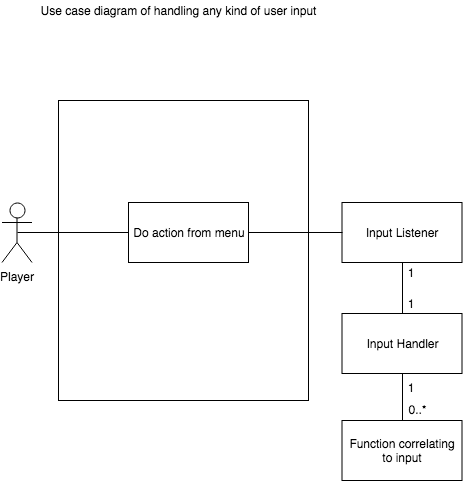 Use case diagram of handling any kind of user input
Do action from menu
Input Listener
Player
1
1
Input Handler
1
0..*
Function correlating
to input